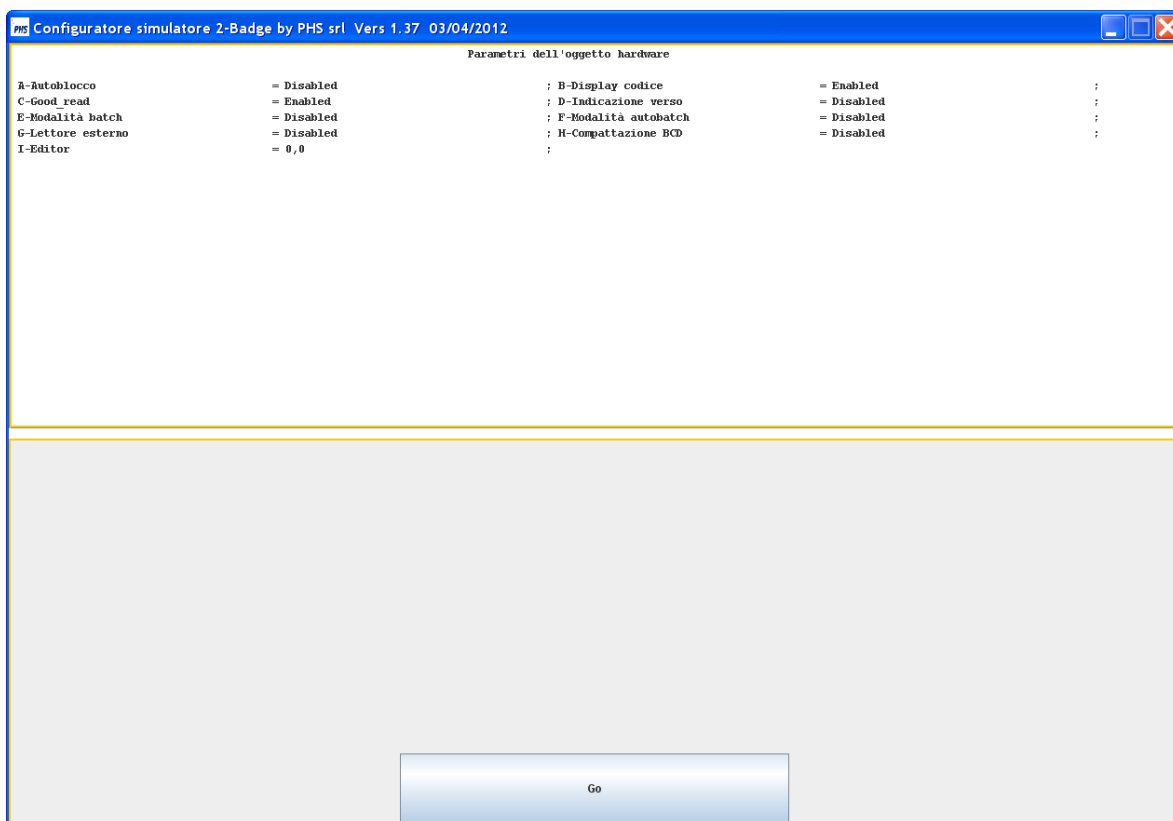 PHS Configuratore simulatore 2-Badge by PHS srl Vers 1.37 03/04/2012
Parametri dell'oggetto hardware
A-Autoblocco = Disabled ; B-Display codice = Enabled ;
C-Good_read = Enabled ; D-Indicazione verso = Disabled ;
E-Modalità batch = Disabled ; F-Modalità autobatch = Disabled ;
G-Lettore esterno = Disabled ; H-Compattazione BCD = Disabled ;
I-Editor = 0,0 ;
Go